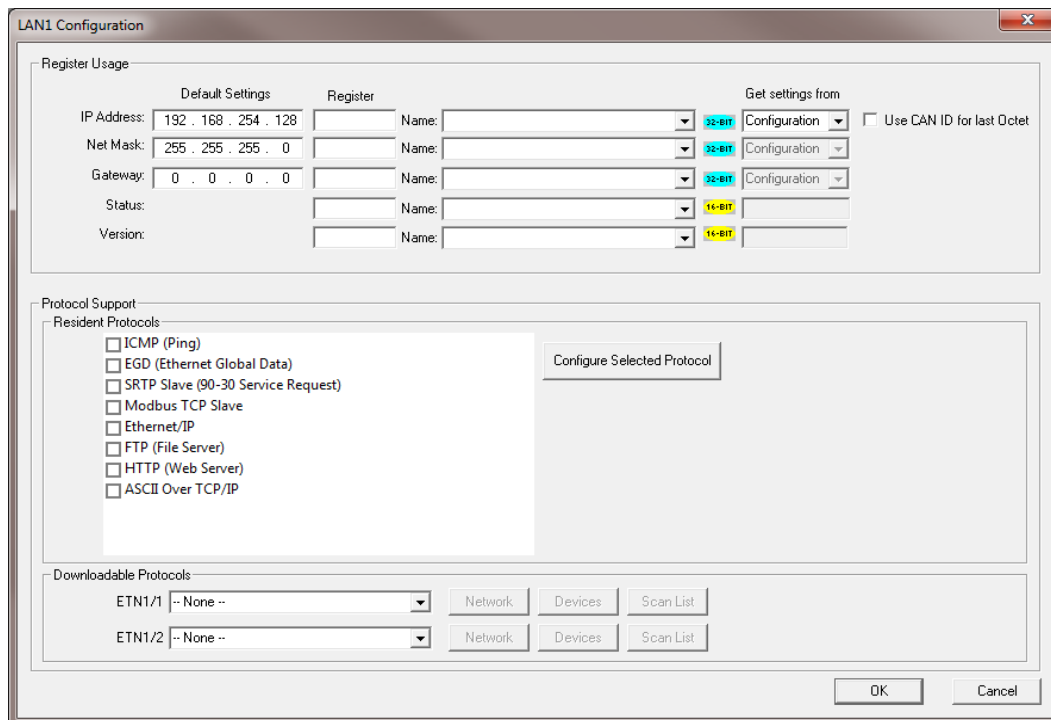 LAN1 Configuration
Register Usage
Default Settings Register Get settings from
IP Address: 192 . 168 . 254 . 128 Name: 32-BIT Configuration Use CAN ID for last Octet
Net Mask: 255 . 255 . 255 . 0 Name: 32-BIT Configuration
Gateway: 0 . 0 . 0 . 0 Name: 32-BIT Configuration
Status: Name: 16-BIT
Version: Name: 16-BIT
Protocol Support
Resident Protocols
ICMP (Ping)
EGD (Ethernet Global Data)
Configure Selected Protocol
SRTP Slave (90-30 Service Request)
Modbus TCP Slave
Ethernet/IP
FTP (File Server)
HTTP (Web Server)
ASCII Over TCP/IP
Downloadable Protocols
ETN1/1 -- None -- Network Devices Scan List
ETN1/2 -- None -- Network Devices Scan List
OK Cancel